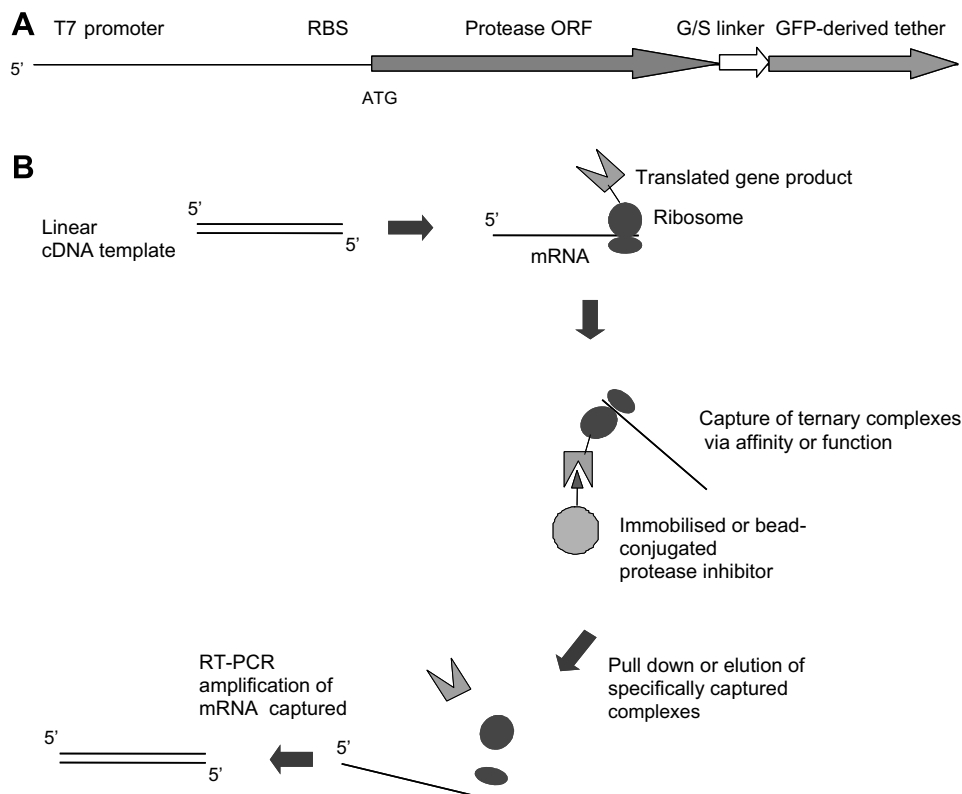 A
T7 promoter RBS Protease ORF G/S linker GFP-derived tether
5’
ATG
B
Translated gene product
5’
Linear
cDNA template
5’
5’
Ribosome
mRNA
Capture of ternary complexes
via affinity or function
Immobilised or bead-
conjugated
protease inhibitor
Pull down or elution of
specifically captured
complexes
RT-PCR
amplification of
mRNA captured
5’
5’
5’